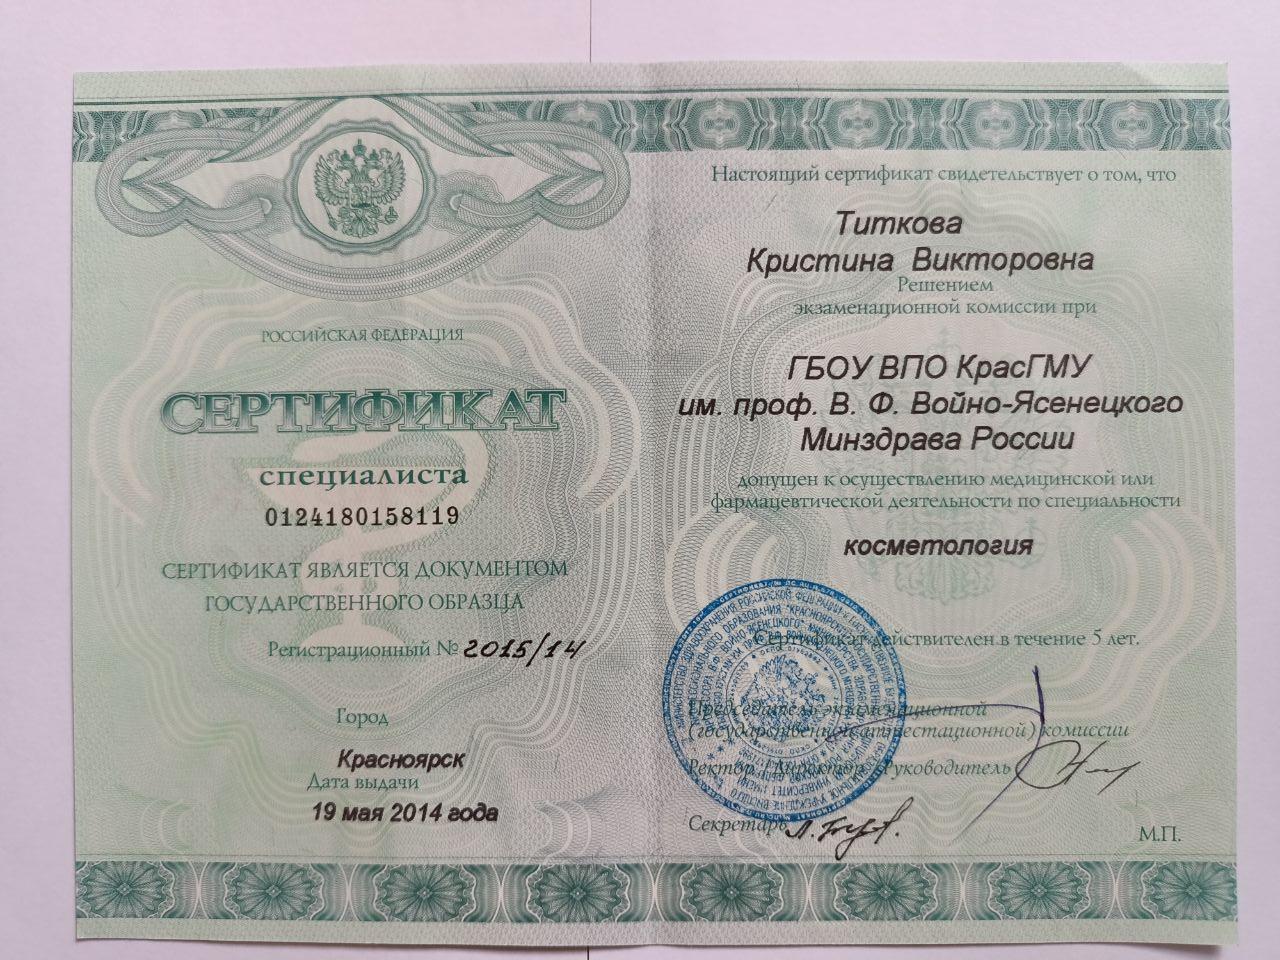 РОССИЙСКАЯ ФЕДЕРАЦИЯ
СЕРТИФИКАТ
специалиста
0124180158119
СЕРТИФИКАТ ЯВЛЯЕТСЯ ДОКУМЕНТОМ
ГОСУДАРСТВЕННОГО ОБРАЗЦА
Регистрационный № 2015/14
Город
Красноярск
Дата выдачи
19 мая 2014 года
Настоящий сертификат свидетельствует о том, что
Титкова
Кристина Викторовна
Решением
экзаменационной комиссии при
ГБОУ ВПО КрасГМУ
им. проф. В. Ф. Войно-Ясенецкого
Минздрава России
допущен к осуществлению медицинской или
фармацевтической деятельности по специальности
косметология
Сертификат действителен в течение 5 лет.
Председатель экзаменационной
(государственной аттестационной) комиссии
Ректор (Директор) Руководитель
Секретарь
М.П.